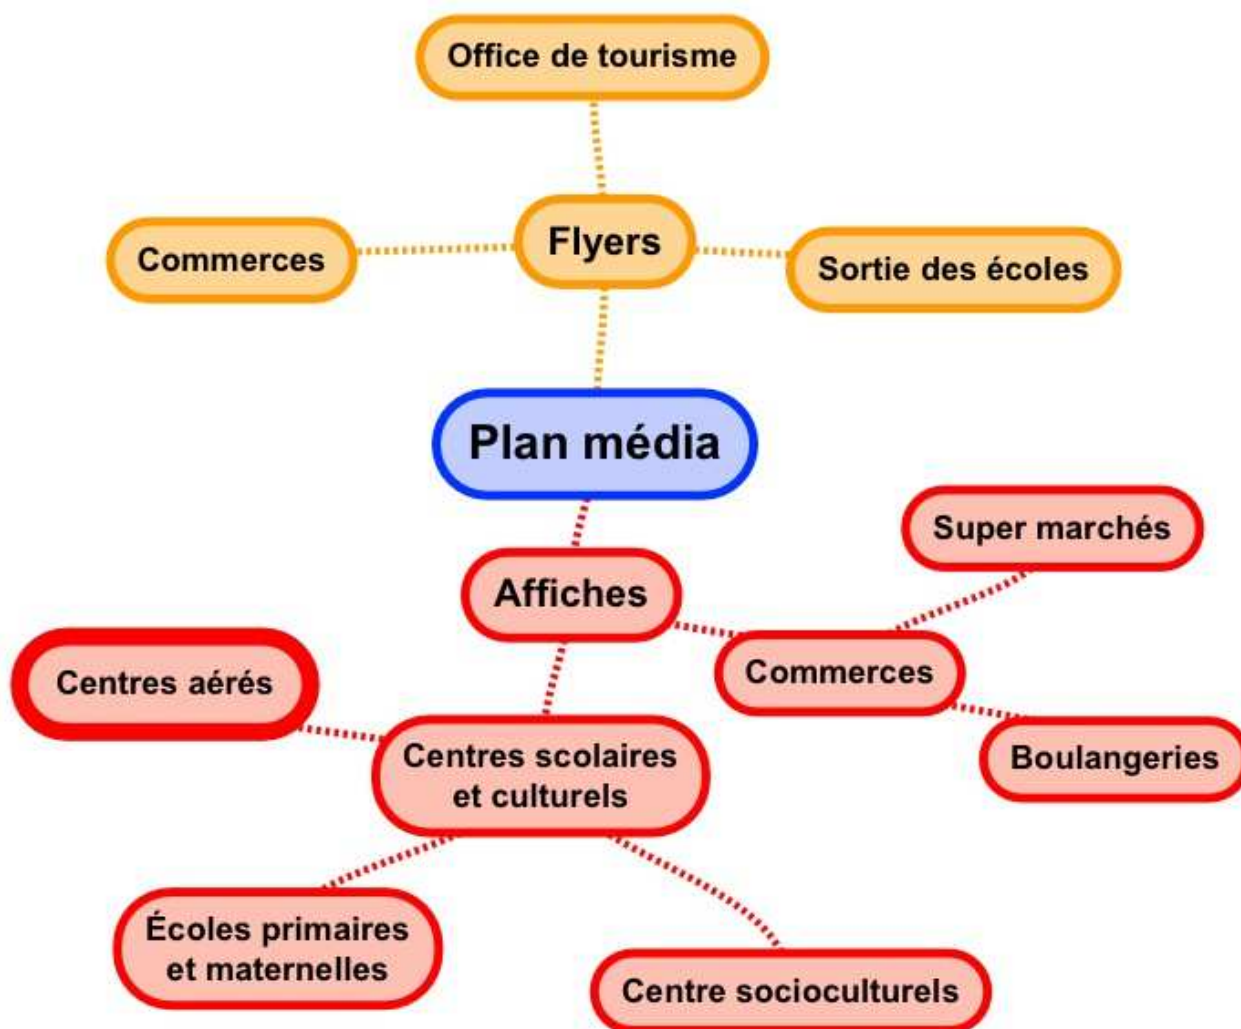 Office de tourisme
Flyers
Commerces
Sortie des écoles
Plan média
Super marchés
Affiches
Commerces
Centres aérés
Boulangeries
Centres scolaires
et culturels
Écoles primaires
et maternelles
Centre socioculturels